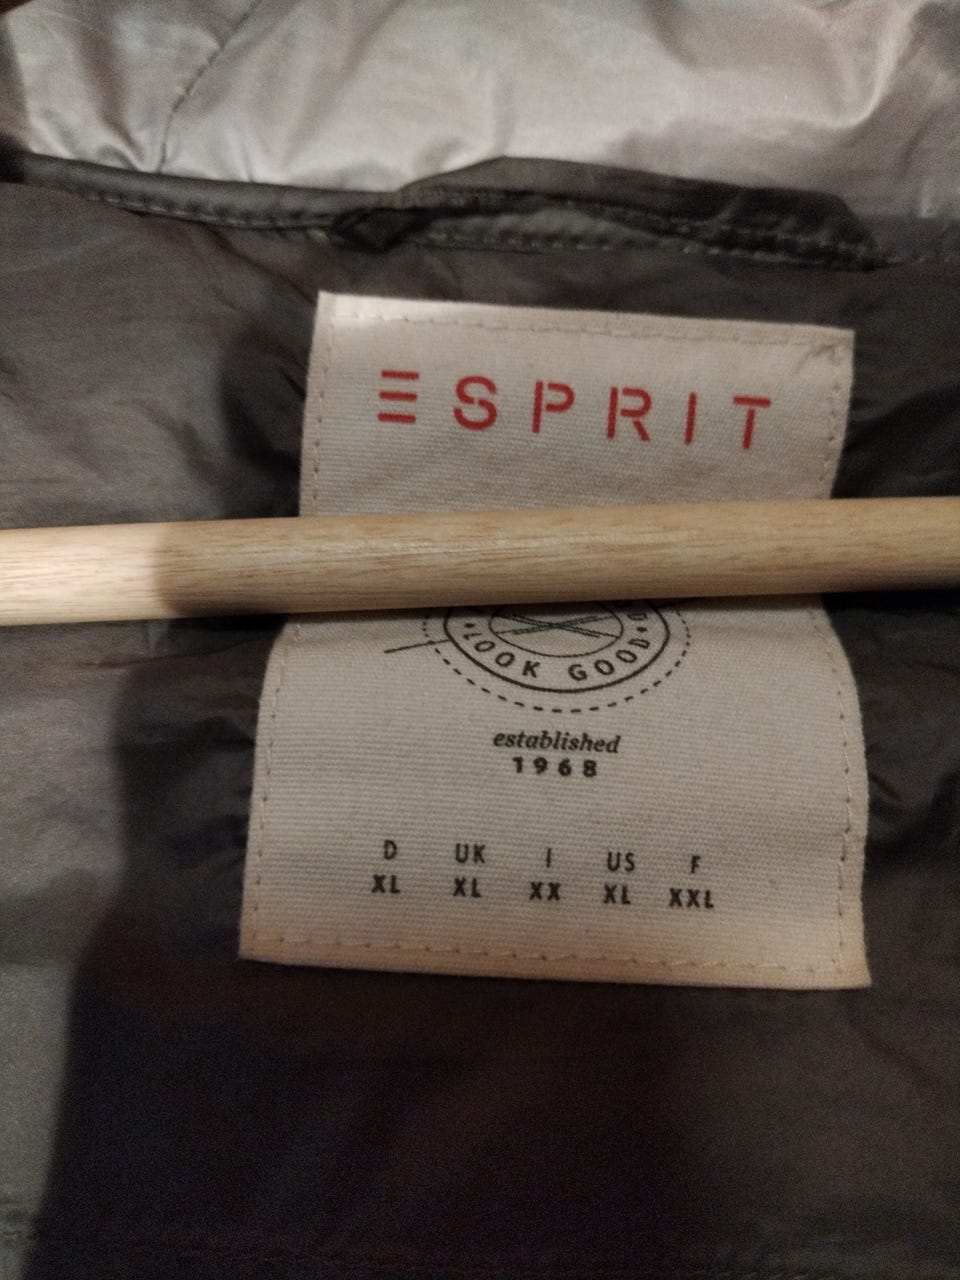 ESPRIT
LOOK GOOD
established
1968
D UK I US F
XL XL XX XL XXL